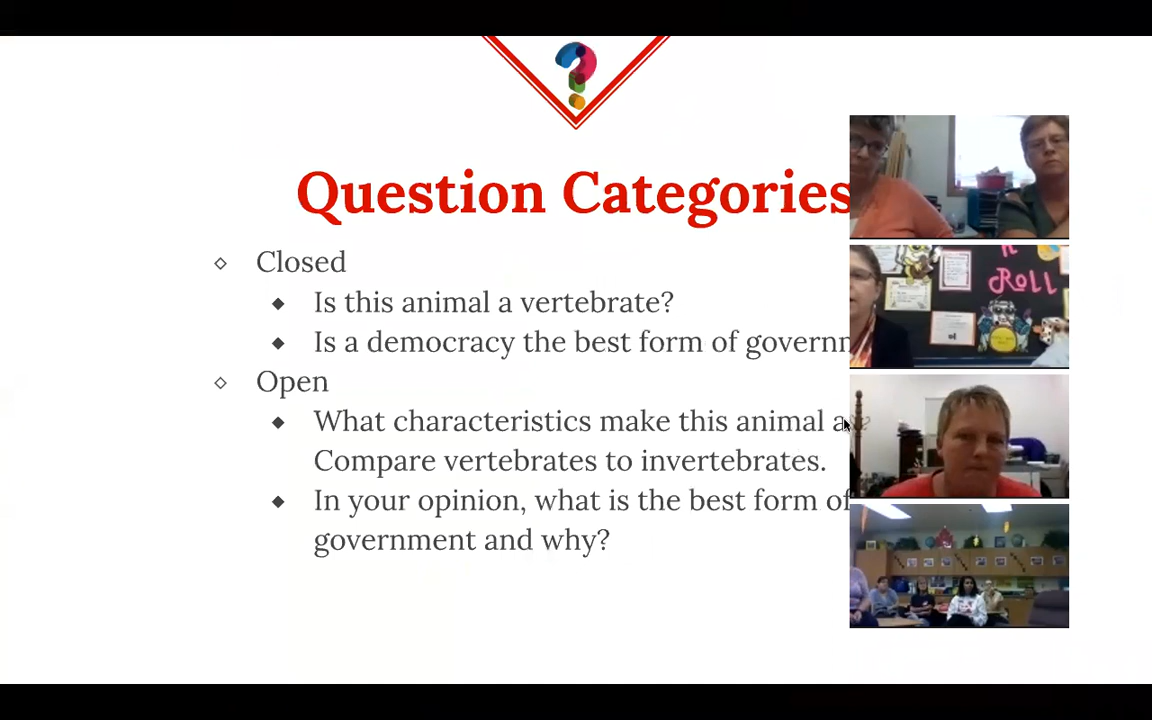 Question Categories
Closed
Is this animal a vertebrate?
Is a democracy the best form of governm
Open
What characteristics make this animal a
Compare vertebrates to invertebrates.
In your opinion, what is the best form of
government and why?
ROLL